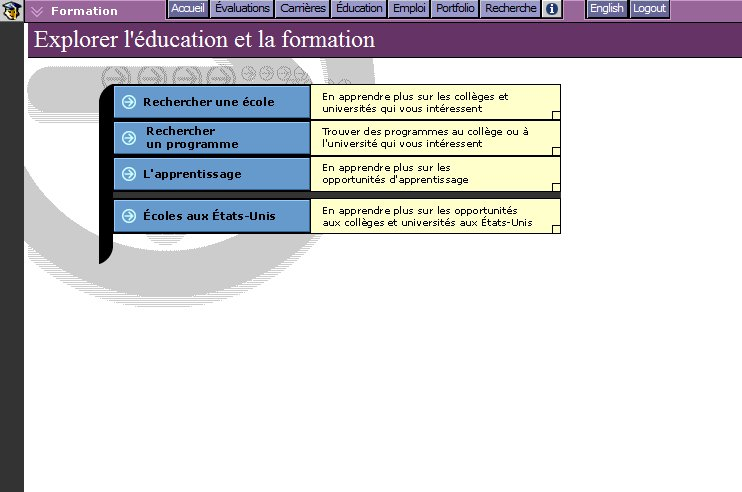 Formation
Accueil Évaluations Carrières Éducation Emploi Portfolio Recherche i English Logout
Explorer l'éducation et la formation
Rechercher une école
En apprendre plus sur les collèges et
universités qui vous intéressent
Rechercher
un programme
Trouver des programmes au collège ou à
l'université qui vous intéressent
L'apprentissage
En apprendre plus sur les
opportunités d'apprentissage
Écoles aux États-Unis
En apprendre plus sur les opportunités
aux collèges et universités aux États-Unis